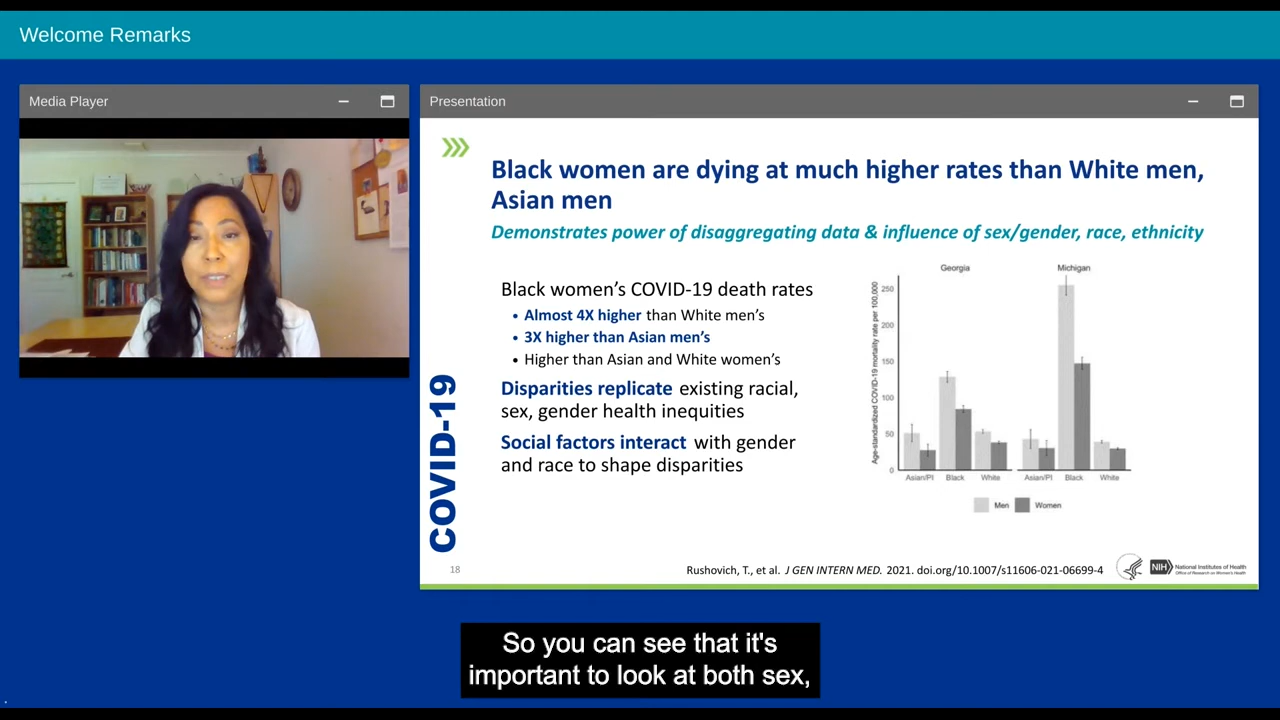 Welcome Remarks
Media Player
Presentation
Black women are dying at much higher rates than White men,
Asian men
Demonstrates power of disaggregating data & influence of sex/gender, race, ethnicity
Black women’s COVID-19 death rates
• Almost 4X higher than White men’s
• 3X higher than Asian men’s
• Higher than Asian and White women’s
Disparities replicate existing racial,
sex, gender health inequities
Social factors interact with gender
and race to shape disparities
COVID-19
Georgia
Michigan
Age-standardized COVID-19 mortality rate per 100,000
250
200
150
100
50
0
Asian/PI Black White
Asian/PI Black White
Men Women
18
Rushovich, T., et al. J GEN INTERN MED. 2021. doi.org/10.1007/s11606-021-06699-4
NIH
National Institutes of Health
Office of Research on Women's Health
So you can see that it's
important to look at both sex,